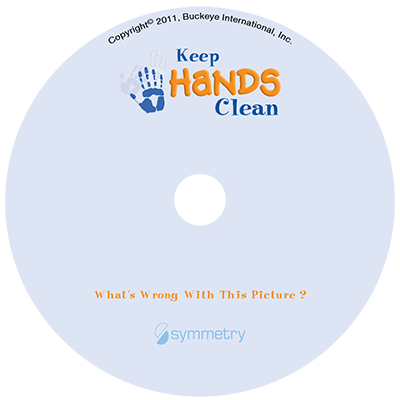 Copyright© 2011, Buckeye International, Inc.
Keep
HANDS
Clean
What's Wrong With This Picture ?
symmetry